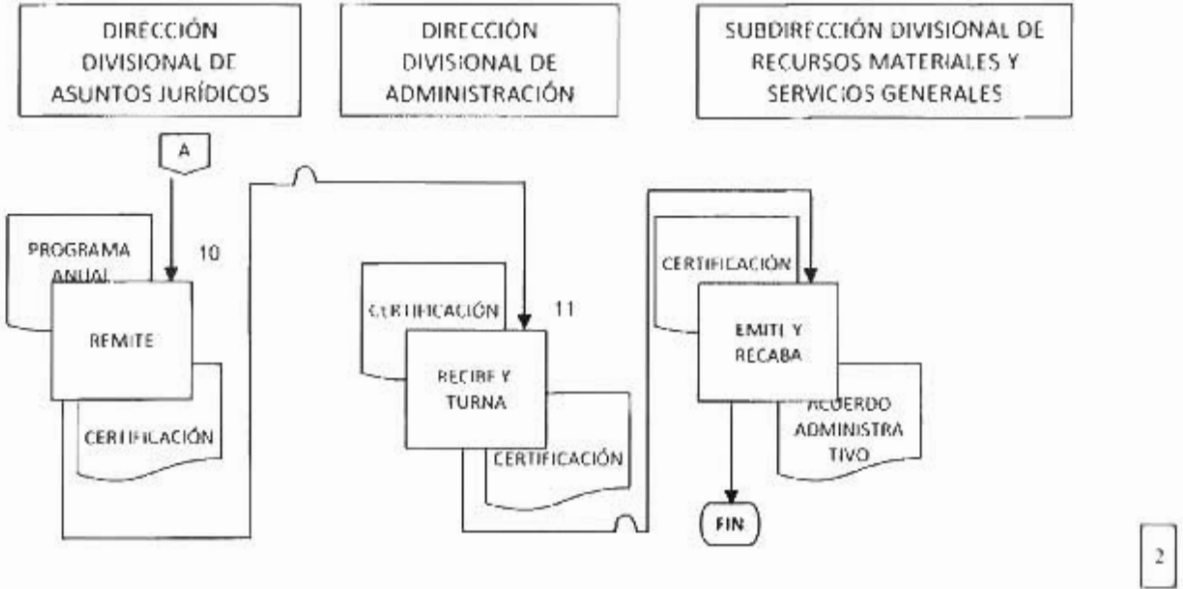 DIRECCIÓN
DIVISIONAL DE
ASUNTOS JURÍDICOS
DIRECCIÓN
DIVISIONAL DE
ADMINISTRACIÓN
SUBDIRECCIÓN DIVISIONAL DE
RECURSOS MATERIALES Y
SERVICIOS GENERALES
A
PROGRAMA
ANUAL
10
REMITE
CERTIFICACIÓN
CERTIFICACIÓN
11
RECIBE Y
TURNA
CERTIFICACIÓN
CERTIFICACIÓN
EMITE Y
RECABA
ACUERDO
ADMINISTRA
TIVO
FIN
2